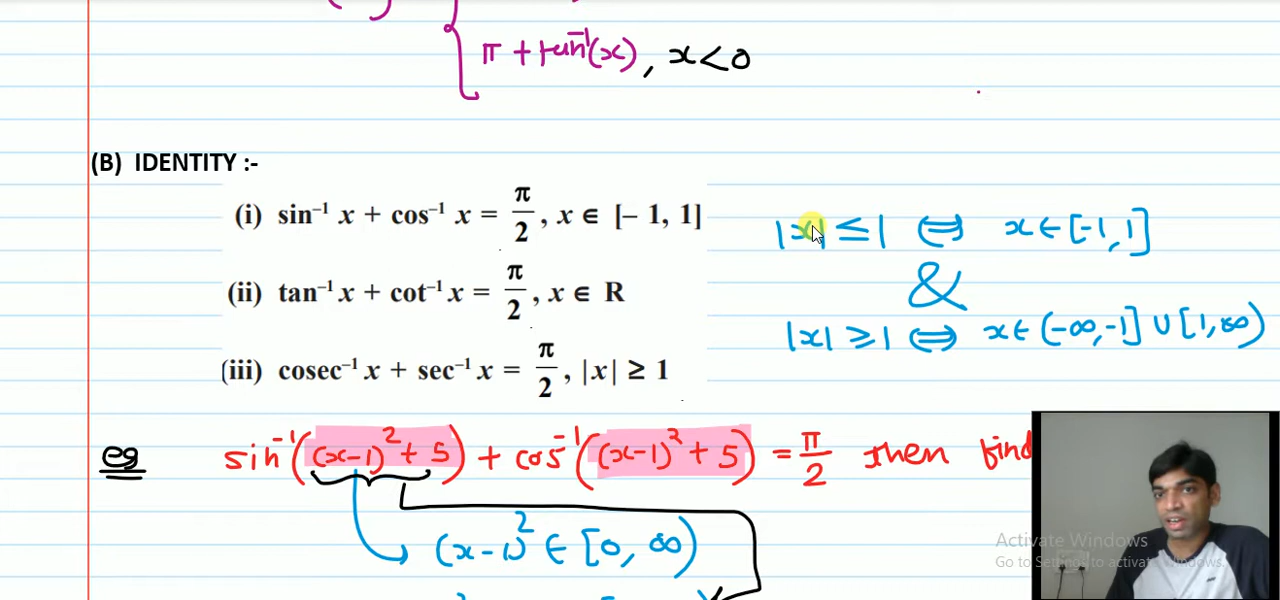 π + tan⁻¹(x), x < 0
(B) IDENTITY :-
(i) sin⁻¹ x + cos⁻¹ x = π/2, x ∈ [– 1, 1]
|x| ≤ 1 ⇔ x ∈ [-1, 1]
&
(ii) tan⁻¹ x + cot⁻¹ x = π/2, x ∈ R
|x| ≥ 1 ⇔ x ∈ (-∞, -1] ∪ [1, ∞)
(iii) cosec⁻¹ x + sec⁻¹ x = π/2, |x| ≥ 1
eg sin⁻¹((x-1)² + 5) + cos⁻¹((x-1)² + 5) = π/2 then find
(x-1)² ∈ [0, ∞)
Activate Windows
Go to Settings to activate Windows.